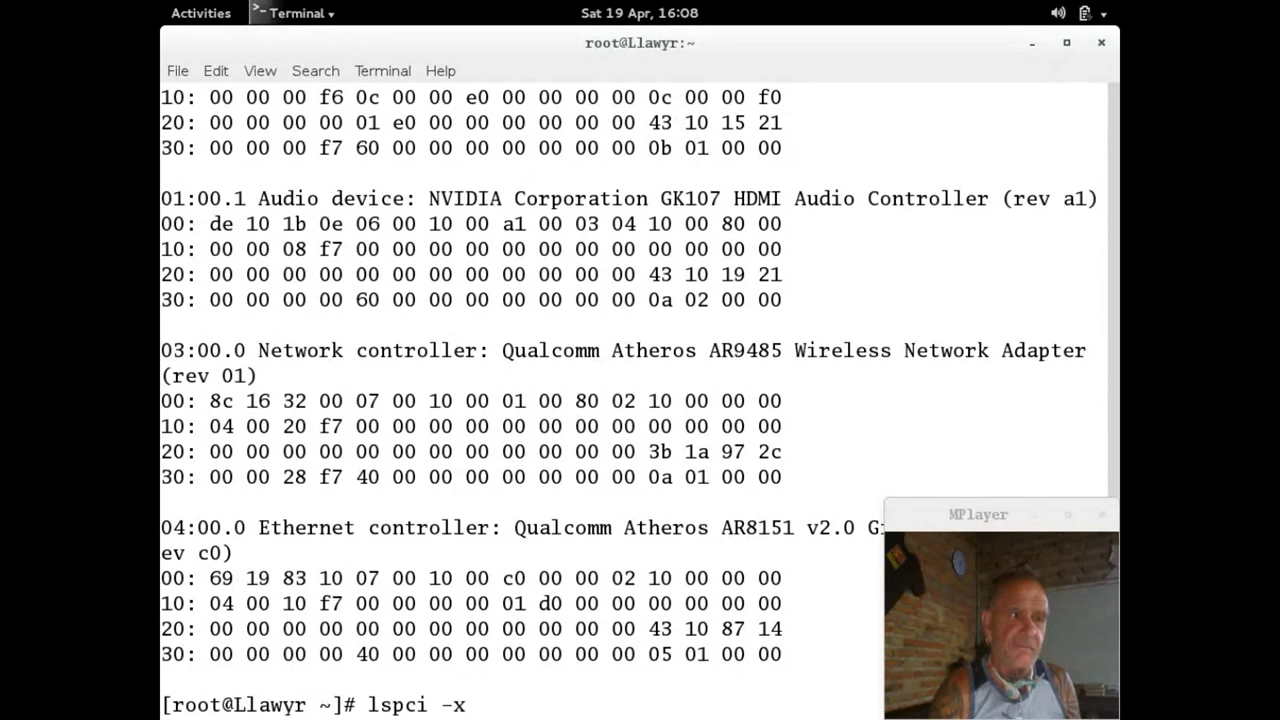 Activities
Terminal
Sat 19 Apr, 16:08
root@Llawyr:~
File Edit View Search Terminal Help
10: 00 00 00 f6 0c 00 00 e0 00 00 00 00 0c 00 00 f0
20: 00 00 00 00 01 e0 00 00 00 00 00 00 43 10 15 21
30: 00 00 00 f7 60 00 00 00 00 00 00 00 0b 01 00 00
01:00.1 Audio device: NVIDIA Corporation GK107 HDMI Audio Controller (rev a1)
00: de 10 1b 0e 06 00 10 00 a1 00 03 04 10 00 80 00
10: 00 00 08 f7 00 00 00 00 00 00 00 00 00 00 00 00
20: 00 00 00 00 00 00 00 00 00 00 00 00 43 10 19 21
30: 00 00 00 00 60 00 00 00 00 00 00 00 0a 02 00 00
03:00.0 Network controller: Qualcomm Atheros AR9485 Wireless Network Adapter
(rev 01)
00: 8c 16 32 00 07 00 10 00 01 00 80 02 10 00 00 00
10: 04 00 20 f7 00 00 00 00 00 00 00 00 00 00 00 00
20: 00 00 00 00 00 00 00 00 00 00 00 00 3b 1a 97 2c
30: 00 00 28 f7 40 00 00 00 00 00 00 00 0a 01 00 00
04:00.0 Ethernet controller: Qualcomm Atheros AR8151 v2.0
ev c0)
00: 69 19 83 10 07 00 10 00 c0 00 00 02 10 00 00 00
10: 04 00 10 f7 00 00 00 00 01 d0 00 00 00 00 00 00
20: 00 00 00 00 00 00 00 00 00 00 00 00 43 10 87 14
30: 00 00 00 00 40 00 00 00 00 00 00 00 05 01 00 00
[root@Llawyr ~]# lspci -x
MPlayer